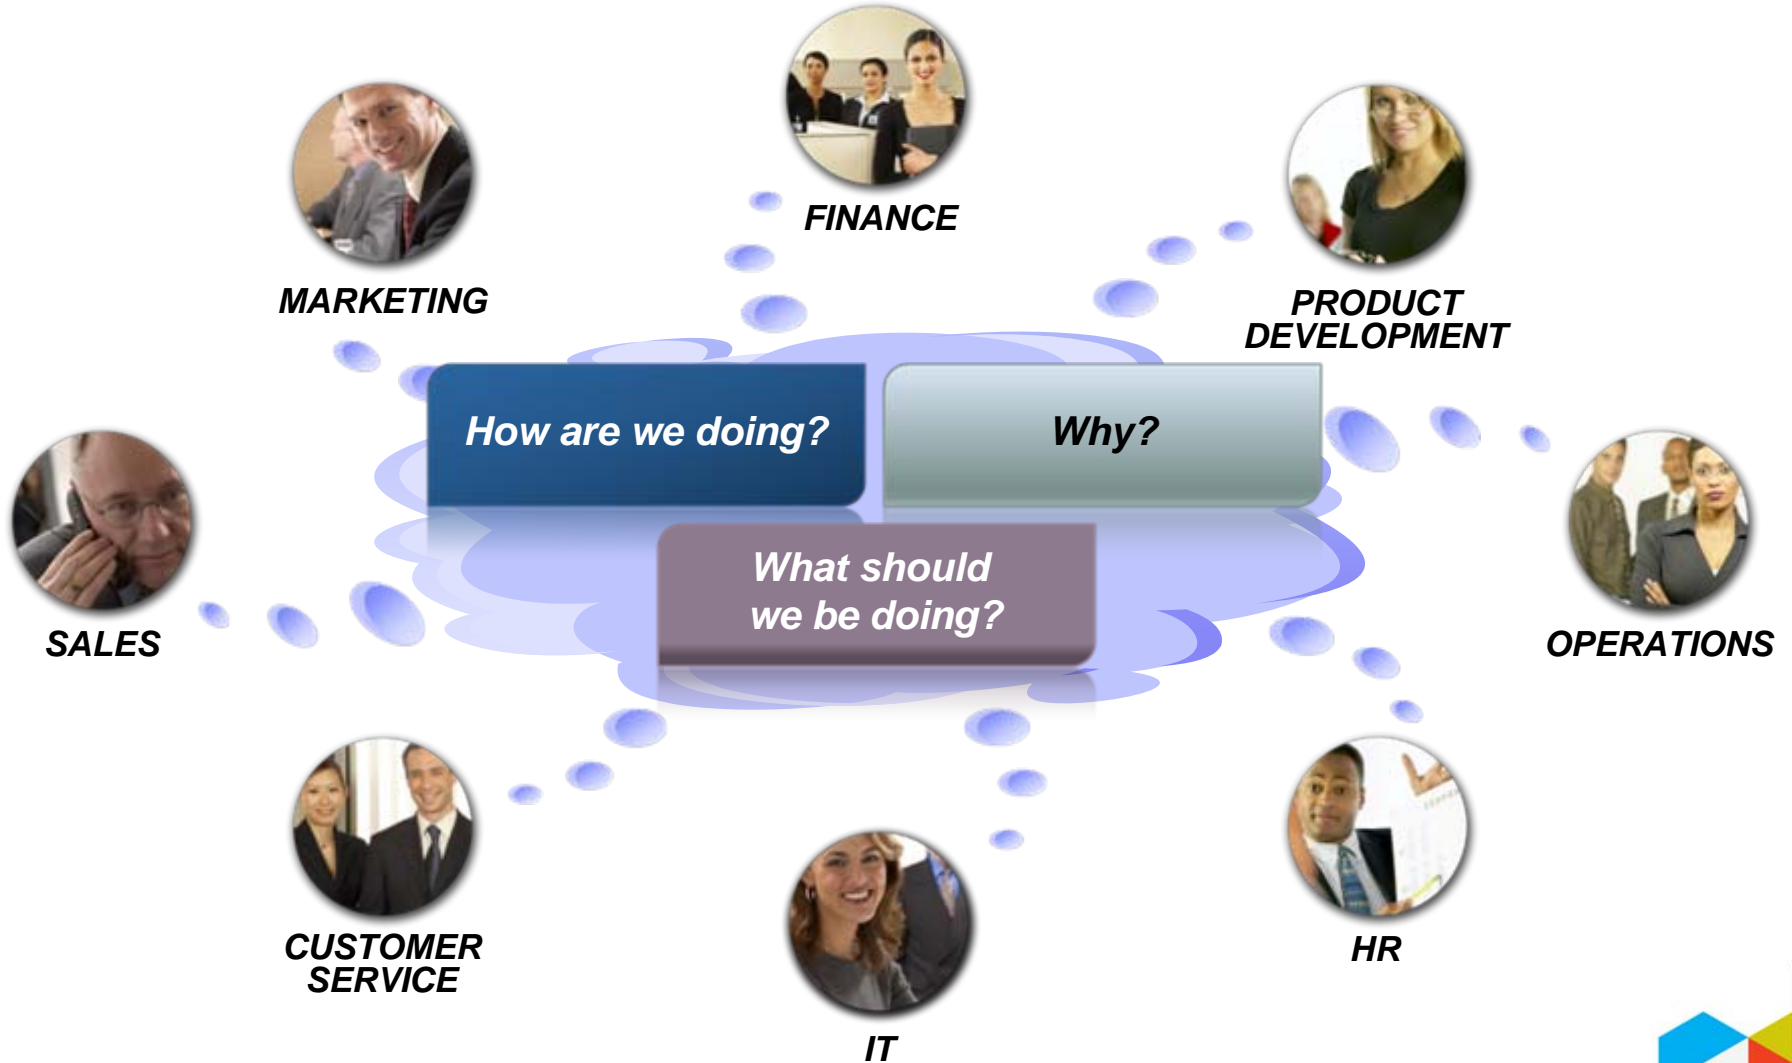 FINANCE
MARKETING
PRODUCT
DEVELOPMENT
How are we doing?
Why?
What should
we be doing?
SALES
OPERATIONS
CUSTOMER
SERVICE
HR
IT